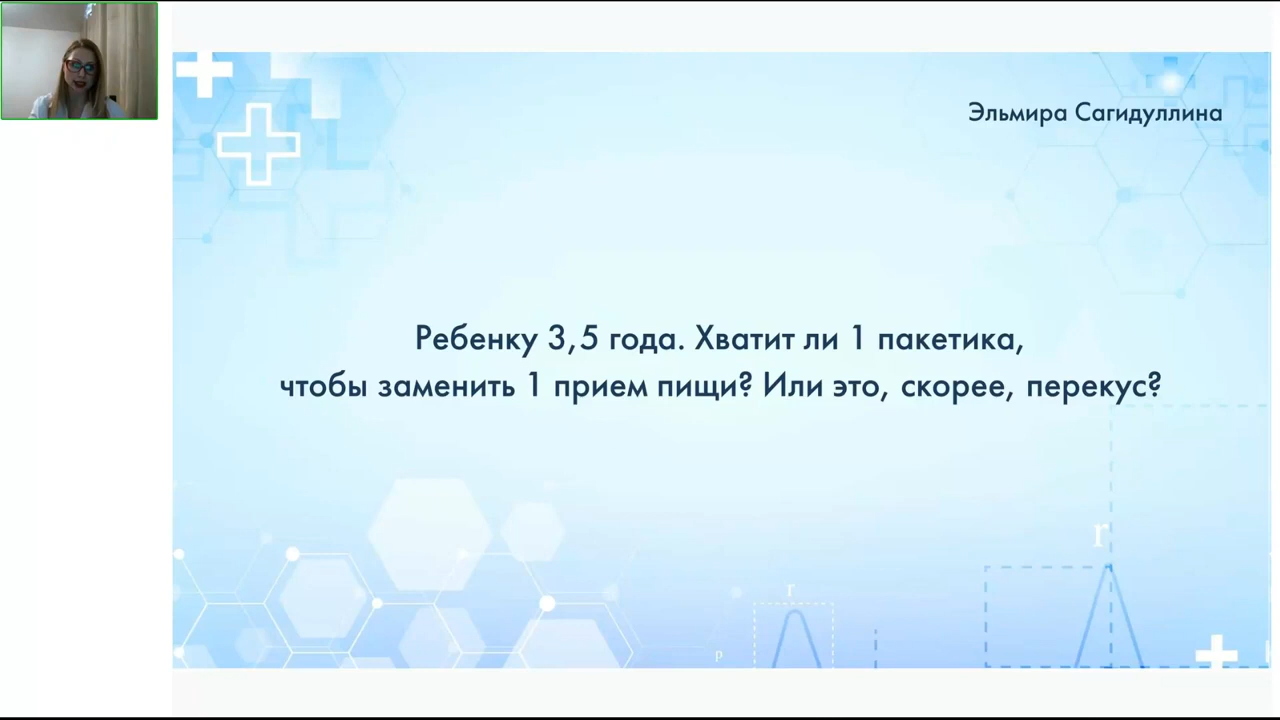 Эльмира Сагидуллина
Ребенку 3,5 года. Хватит ли 1 пакетика,
чтобы заменить 1 прием пищи? Или это, скорее, перекус?
r
r
p